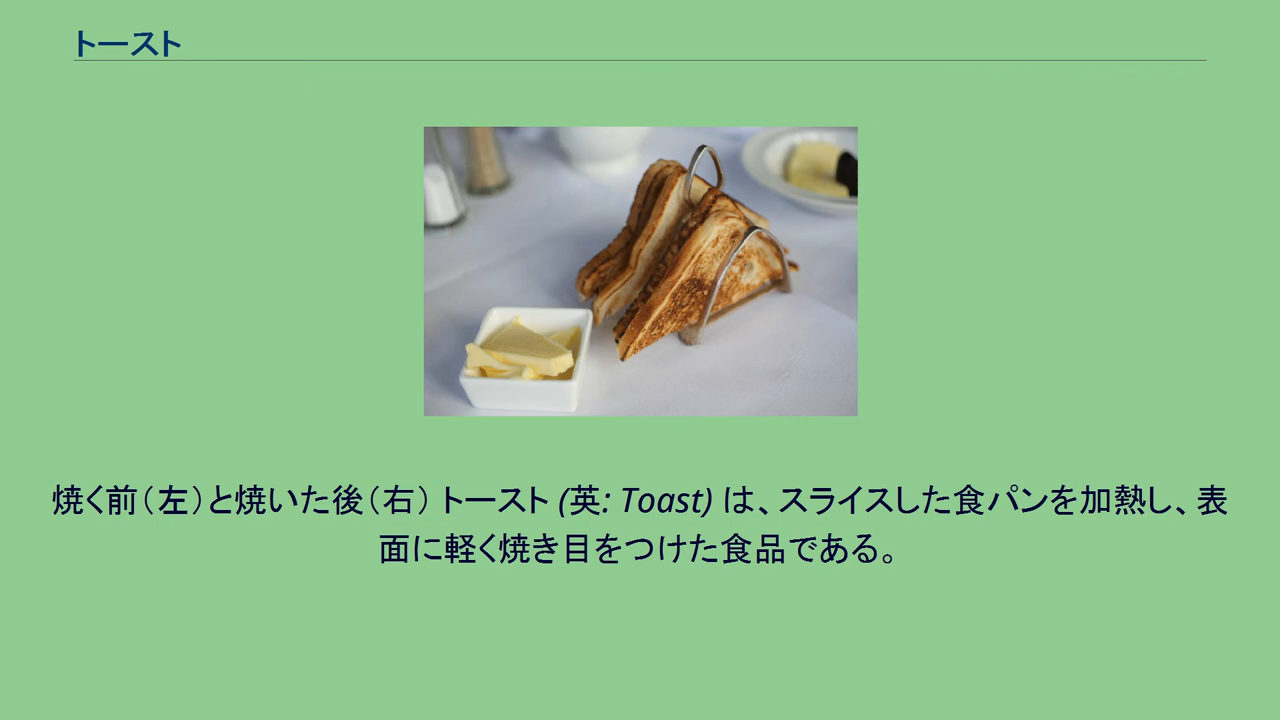 トースト
焼く前（左）と焼いた後（右） トースト (英: Toast) は、スライスした食パンを加熱し、表
面に軽く焼き目をつけた食品である。